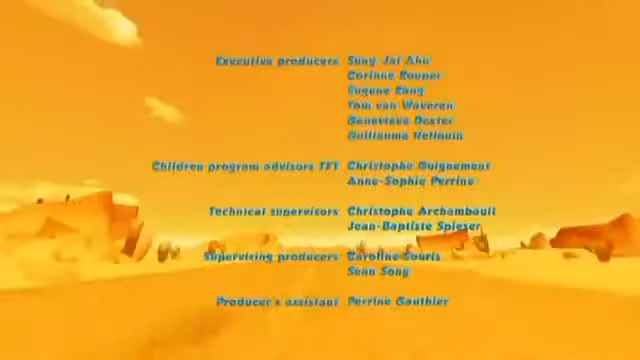 Executive producers Sung Jai Ahn
Corinne Kouper
Eugene Rang
Tom van Waveren
Genevieve Dexter
Guillaume Hellouin
Children program advisors TF1 Christophe Guignement
Anne-Sophie Perrine
Technical supervisors Christophe Archambault
Jean-Baptiste Spieser
Supervising producers Caroline Souris
Sean Song
Producer's assistant Perrine Gauthier